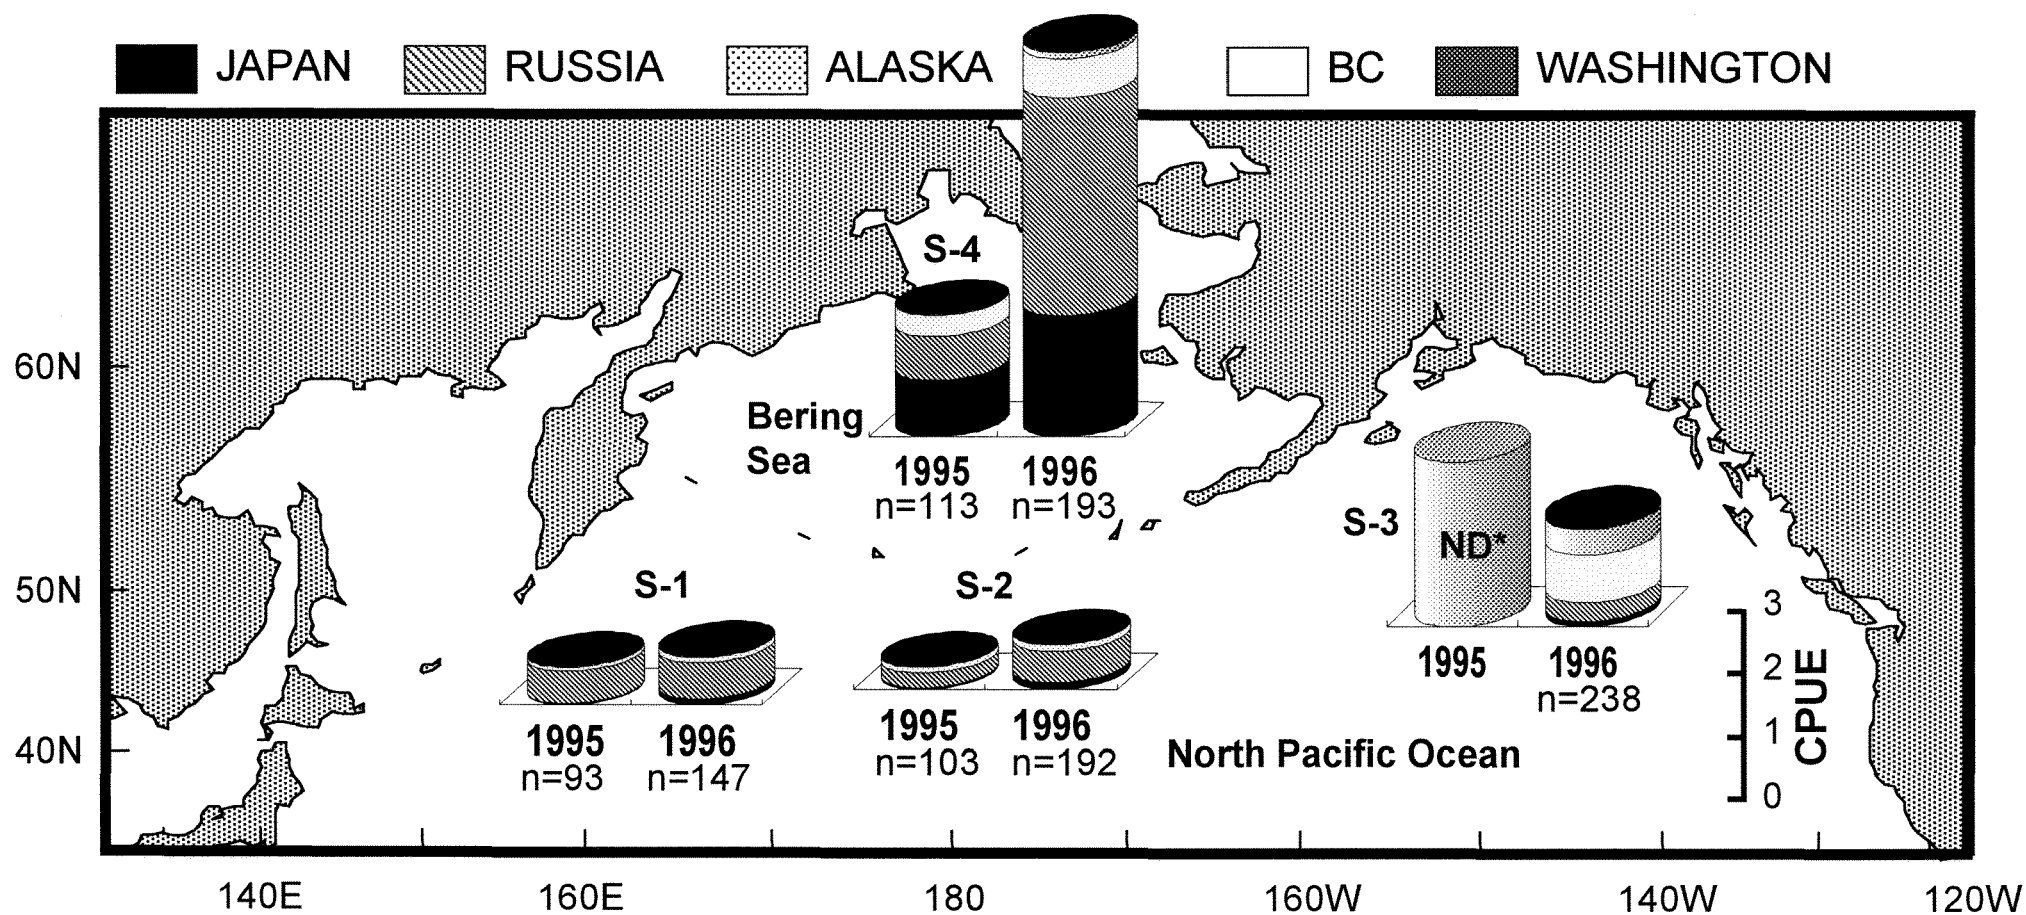 JAPAN RUSSIA ALASKA BC WASHINGTON
S-4
60N
Bering
Sea
1995 1996
n=113 n=193
S-3
ND*
50N
S-1 S-2
3
2
1
0
CPUE
1995 1996
n=238
1995 1996
n=93 n=147
1995 1996
n=103 n=192
40N
North Pacific Ocean
140E 160E 180 160W 140W 120W